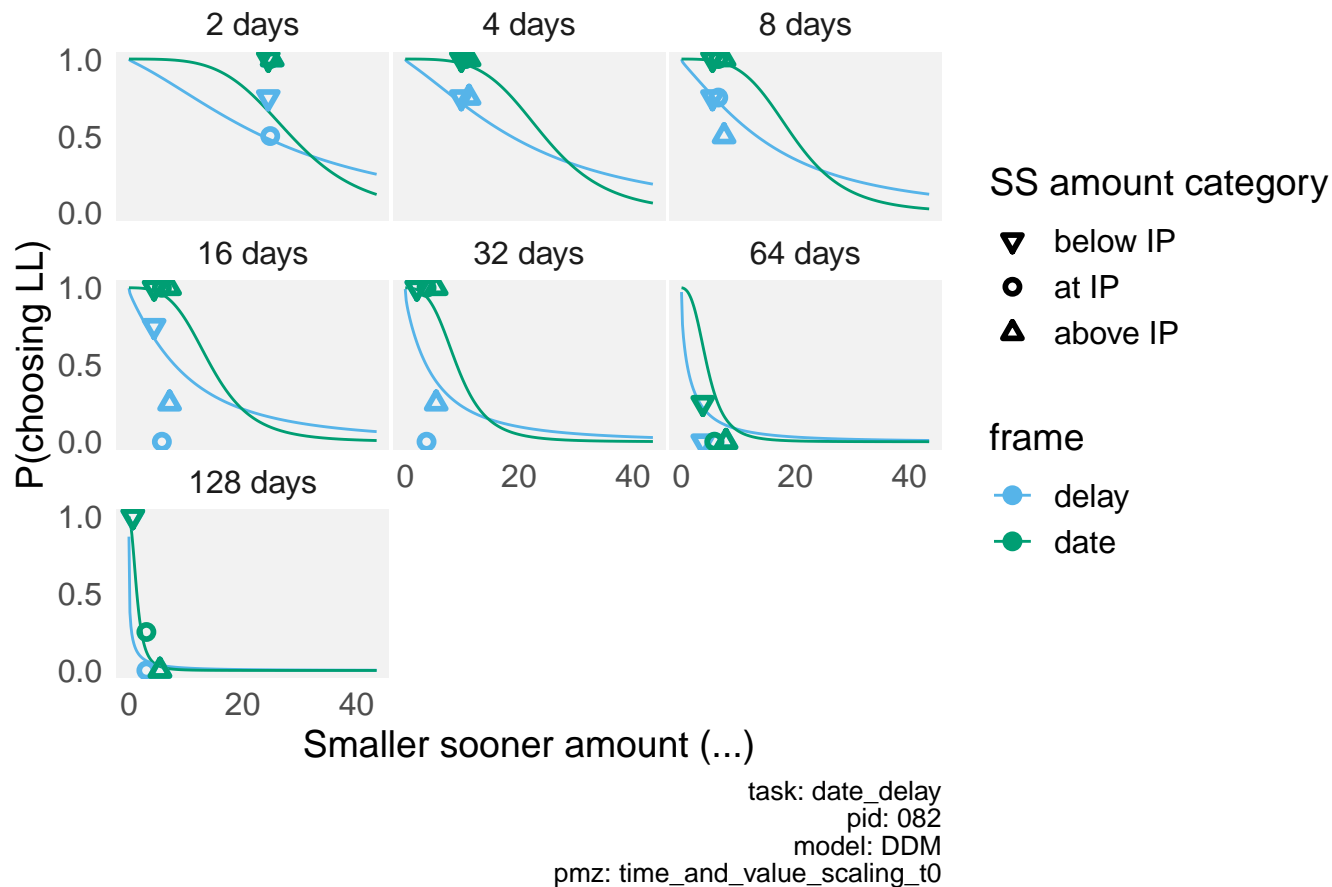 2 days
4 days
8 days
1.0
0.5
0.0
16 days
32 days
64 days
1.0
0.5
0.0
0
20
40
0
20
40
128 days
1.0
0.5
0.0
0
20
40
P(choosing LL)
Smaller sooner amount (...)
SS amount category
below IP
at IP
above IP
frame
delay
date
task: date_delay
pid: 082
model: DDM
pmz: time_and_value_scaling_t0